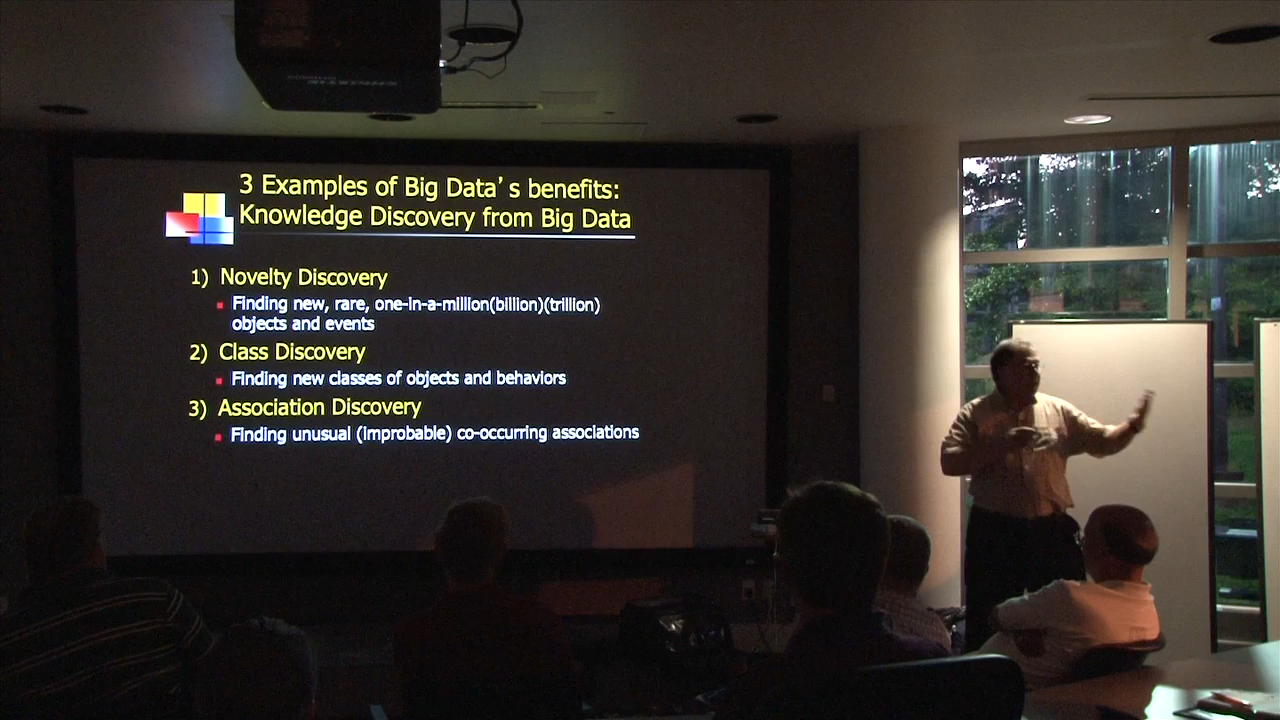 3 Examples of Big Data’s benefits:
Knowledge Discovery from Big Data
1) Novelty Discovery
Finding new, rare, one-in-a-million(billion)(trillion)
objects and events
2) Class Discovery
Finding new classes of objects and behaviors
3) Association Discovery
Finding unusual (improbable) co-occurring associations